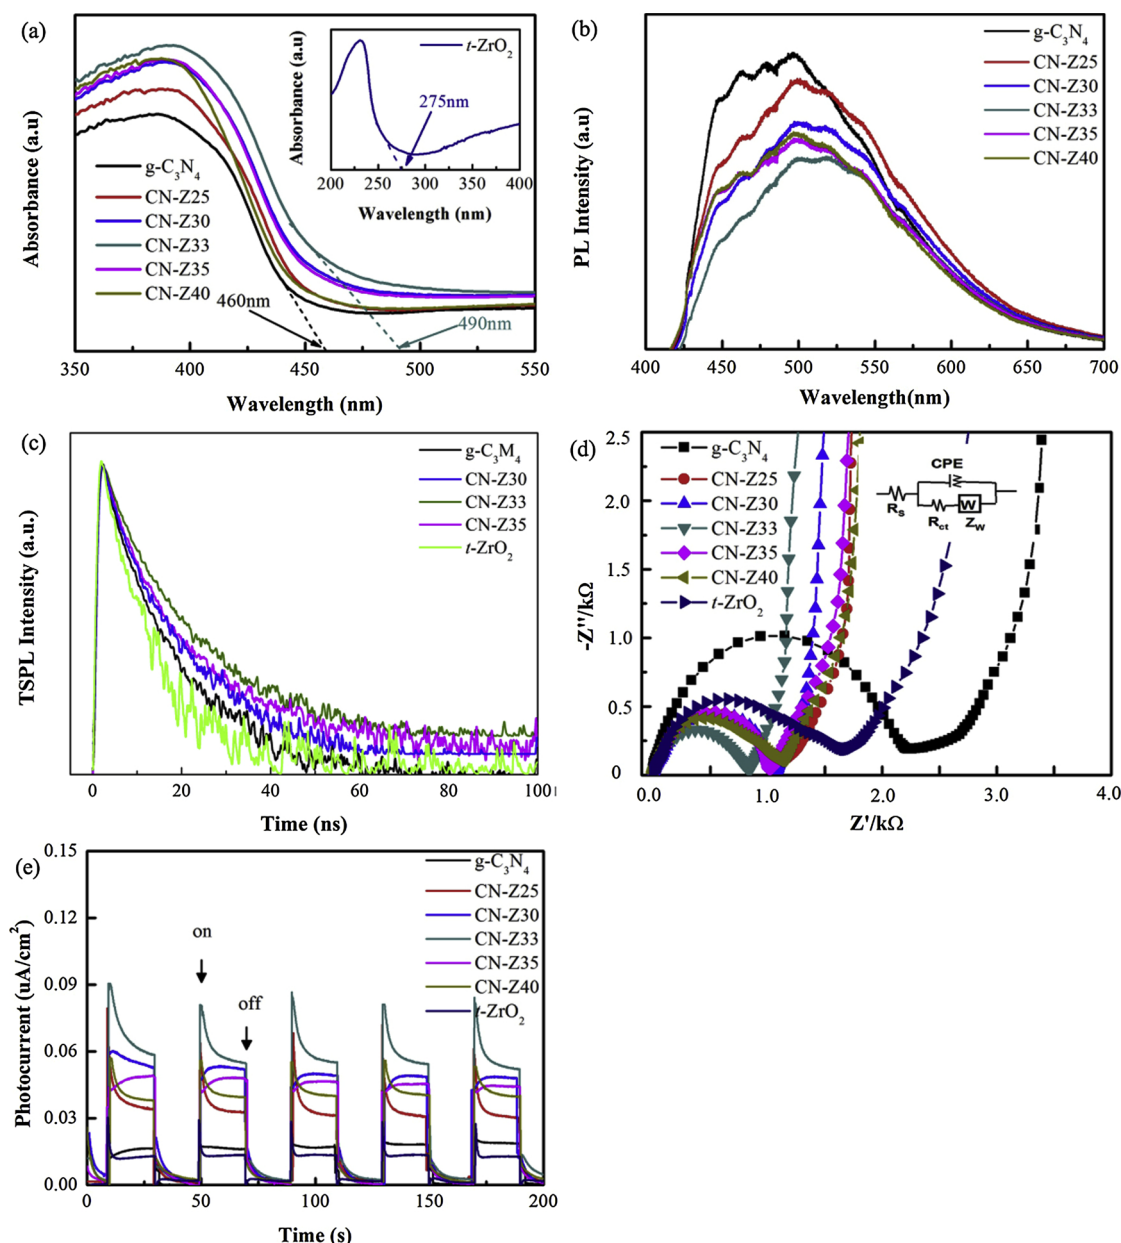 (a)
Absorbance (a.u)
g-C3N4
CN-Z25
CN-Z30
CN-Z33
CN-Z35
CN-Z40
460nm
490nm
350 400 450 500 550
Wavelength (nm)
Absorbance (a.u)
t-ZrO2
275nm
200 250 300 350 400
Wavelength (nm)
(b)
PL Intensity (a.u)
g-C3N4
CN-Z25
CN-Z30
CN-Z33
CN-Z35
CN-Z40
400 450 500 550 600 650 700
Wavelength(nm)
(c)
TSPL Intensity (a.u.)
g-C3M4
CN-Z30
CN-Z33
CN-Z35
t-ZrO2
0 20 40 60 80 100
Time (ns)
(d)
-Z''/kΩ
2.5
2.0
1.5
1.0
0.5
0
g-C3N4
CN-Z25
CN-Z30
CN-Z33
CN-Z35
CN-Z40
t-ZrO2
CPE
Rs
Rct
W
Zw
0.0 1.0 2.0 3.0 4.0
Z'/kΩ
(e)
Photocurrent (uA/cm2)
0.15
0.12
0.09
0.06
0.03
0.00
on
off
g-C3N4
CN-Z25
CN-Z30
CN-Z33
CN-Z35
CN-Z40
t-ZrO2
0 50 100 150 200
Time (s)